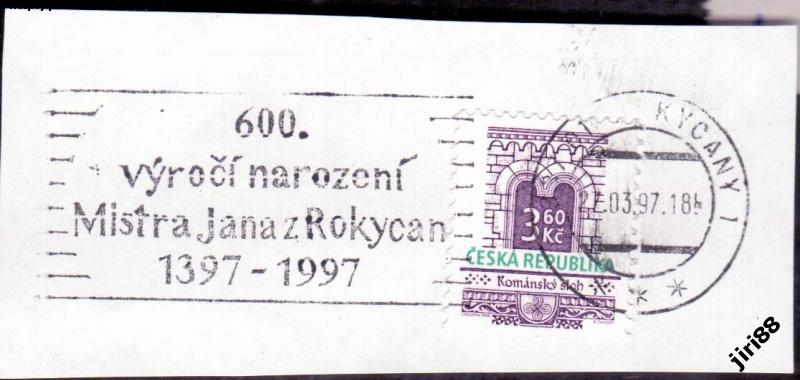 600.
výročí narození
Mistra Jana z Rokycan
1397 - 1997
3 60
Kč
ČESKÁ REPUBLIKA
Románský sloh
KYCANY 1
.03.97.18
jiri88